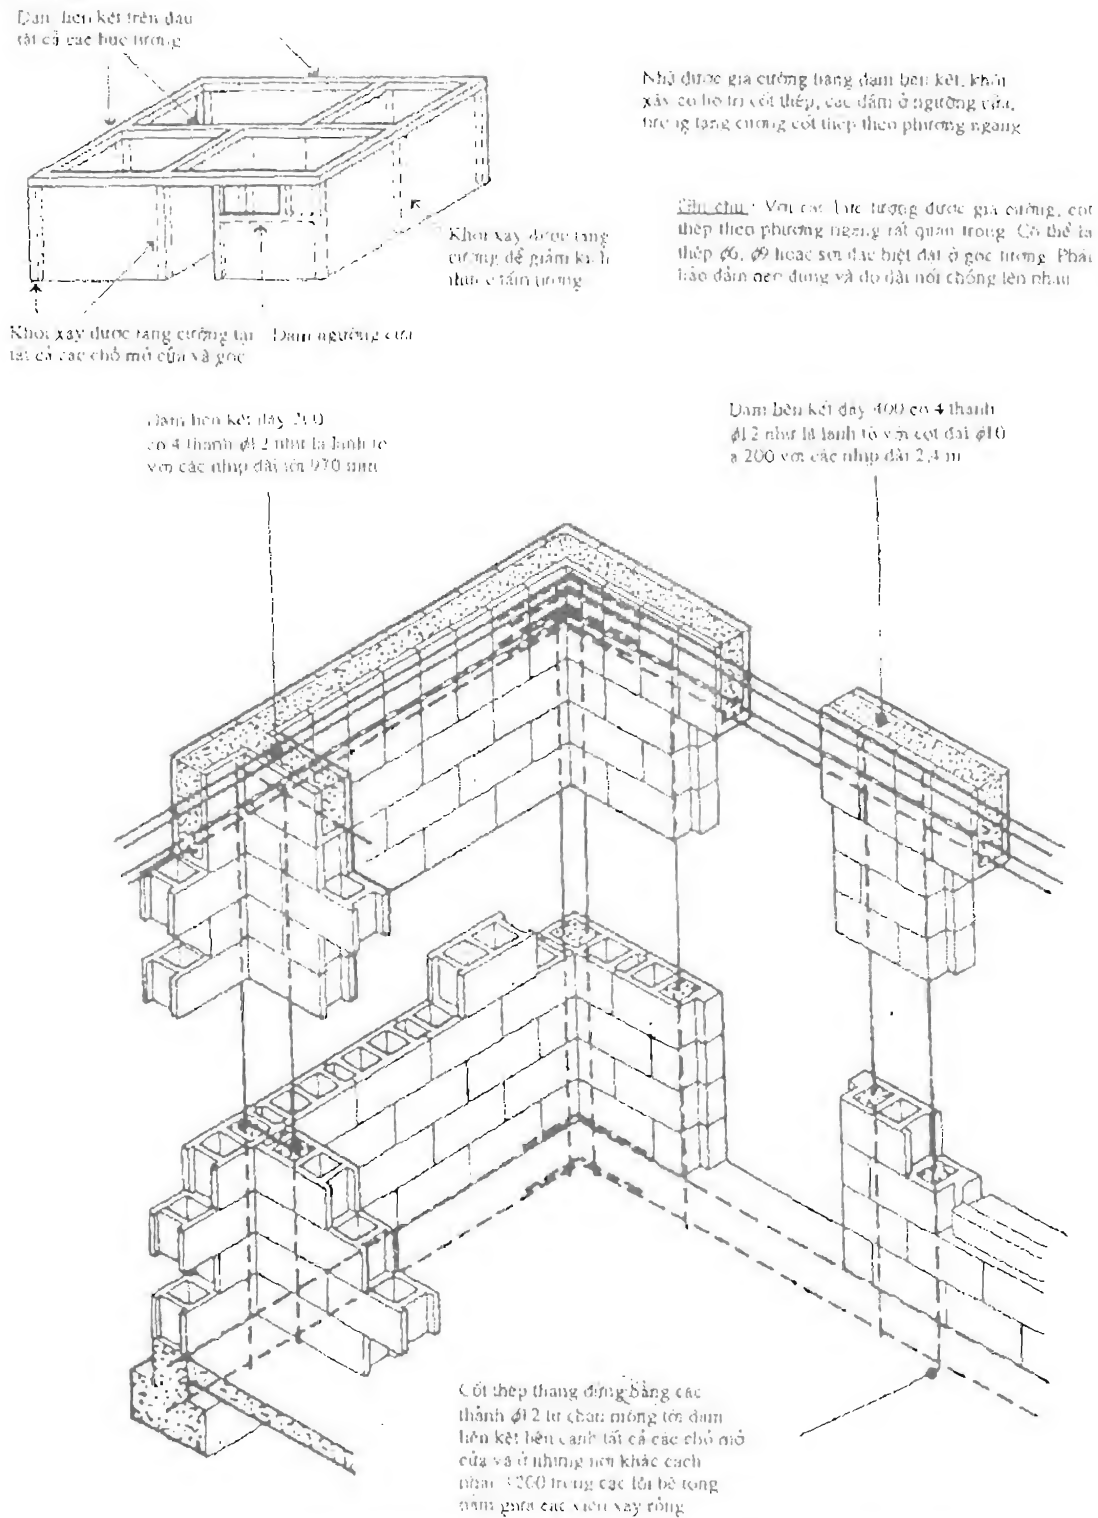 Dầm liên kết trên đầu
tất cả các bức tường
Nhà được gia cường bằng dầm liên kết, khối
xây có bố trí cốt thép, các dầm ở ngưỡng cửa,
tường tăng cường cốt thép theo phương ngang
Ghi chú : Với các bức tường được gia cường, cốt
thép theo phương ngang rất quan trọng. Có thể là
thép ϕ6, ϕ9 hoặc sợi đặc biệt đặt ở góc tường. Phải
bảo đảm neo đúng và độ dài nối chồng lên nhau
Khối xây được tăng
cường để giảm kích
thước tấm tường
Khối xây được tăng cường tại
tất cả các chỗ mở cửa và góc
Dầm ngưỡng cửa
Dầm liên kết dày 200
có 4 thanh ϕ12 như là lanh tô
với các nhịp dài tới 970 mm
Dầm liên kết dày 400 có 4 thanh
ϕ12 như là lanh tô với cốt đai ϕ10
a 200 với các nhịp dài 2,4 m
Cốt thép thẳng đứng bằng các
thanh ϕ12 từ chân móng tới dầm
liên kết bên cạnh tất cả các chỗ mở
cửa và ở những nơi khác cách
nhau 1200 trong các lõi bê tông
nằm giữa các viên xây rỗng